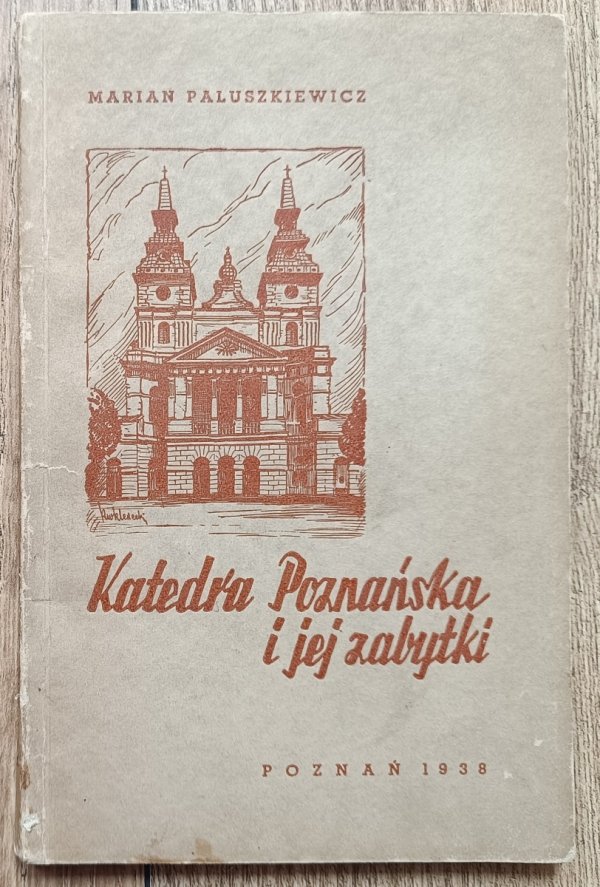 MARIAN PALUSZKIEWICZ
Katedra Poznańska
i jej zabytki
POZNAŃ 1938